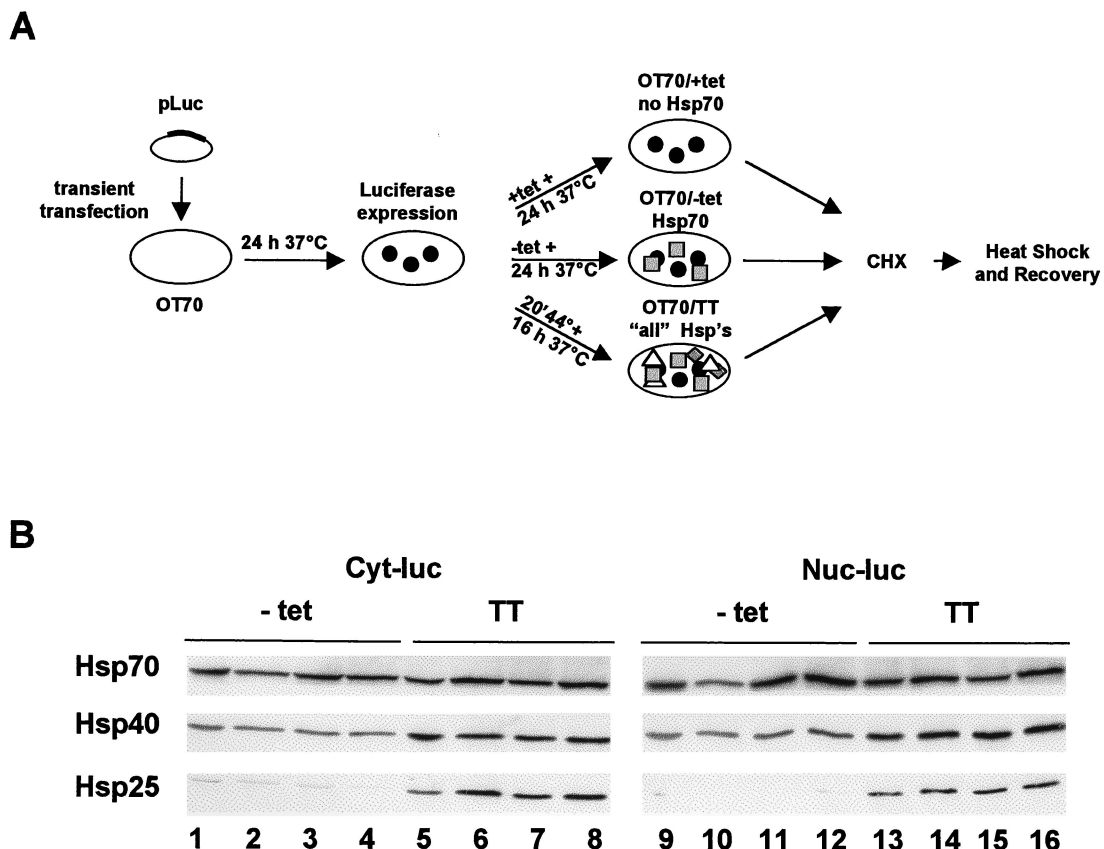 A
pLuc
transient
transfection
OT70
24 h 37°C
Luciferase
expression
+tet +
24 h 37°C
-tet +
24 h 37°C
20'44°+
16 h 37°C
OT70/+tet
no Hsp70
OT70/-tet
Hsp70
OT70/TT
“all” Hsp's
CHX
Heat Shock
and Recovery
B
Cyt-luc Nuc-luc
- tet TT - tet TT
Hsp70
Hsp40
Hsp25
1 2 3 4 5 6 7 8 9 10 11 12 13 14 15 16